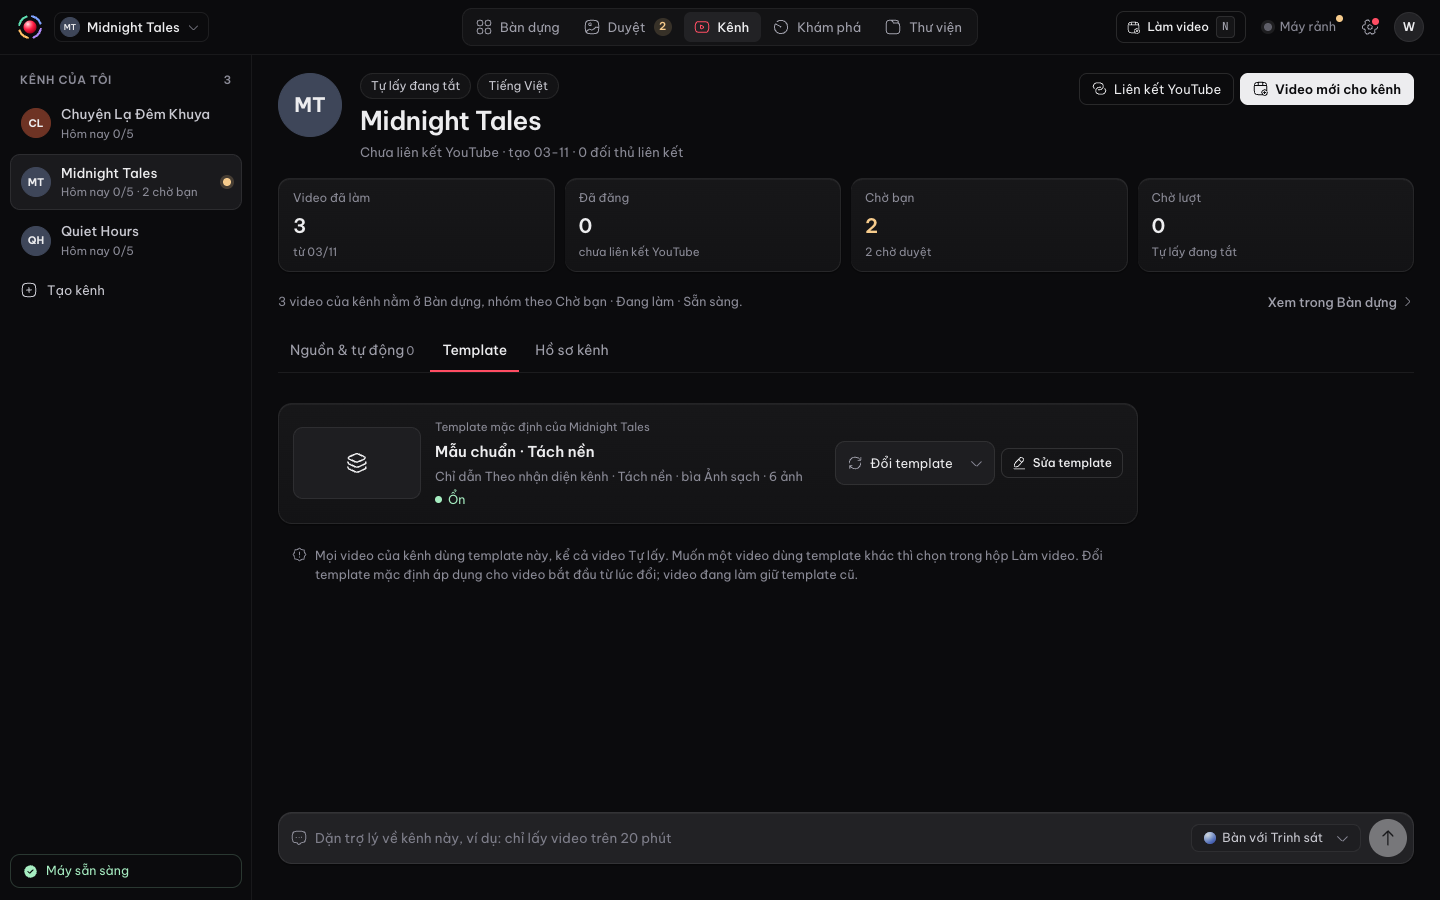 MT Midnight Tales
Bàn dựng
Duyệt 2
Kênh
Khám phá
Thư viện
Làm video N
Máy rảnh
W
KÊNH CỦA TÔI 3
CL
Chuyện Lạ Đêm Khuya
Hôm nay 0/5
MT
Midnight Tales
Hôm nay 0/5 · 2 chờ bạn
QH
Quiet Hours
Hôm nay 0/5
Tạo kênh
Máy sẵn sàng
MT
Tự lấy đang tắt
Tiếng Việt
Midnight Tales
Chưa liên kết YouTube · tạo 03-11 · 0 đối thủ liên kết
Liên kết YouTube
Video mới cho kênh
Video đã làm
3
từ 03/11
Đã đăng
0
chưa liên kết YouTube
Chờ bạn
2
2 chờ duyệt
Chờ lượt
0
Tự lấy đang tắt
3 video của kênh nằm ở Bàn dựng, nhóm theo Chờ bạn · Đang làm · Sẵn sàng.
Xem trong Bàn dựng
Nguồn & tự động 0
Template
Hồ sơ kênh
Template mặc định của Midnight Tales
Mẫu chuẩn · Tách nền
Chỉ dẫn Theo nhận diện kênh · Tách nền · bìa Ảnh sạch · 6 ảnh
Ổn
Đổi template
Sửa template
Mọi video của kênh dùng template này, kể cả video Tự lấy. Muốn một video dùng template khác thì chọn trong hộp Làm video. Đổi
template mặc định áp dụng cho video bắt đầu từ lúc đổi; video đang làm giữ template cũ.
Dặn trợ lý về kênh này, ví dụ: chỉ lấy video trên 20 phút
Bàn với Trinh sát